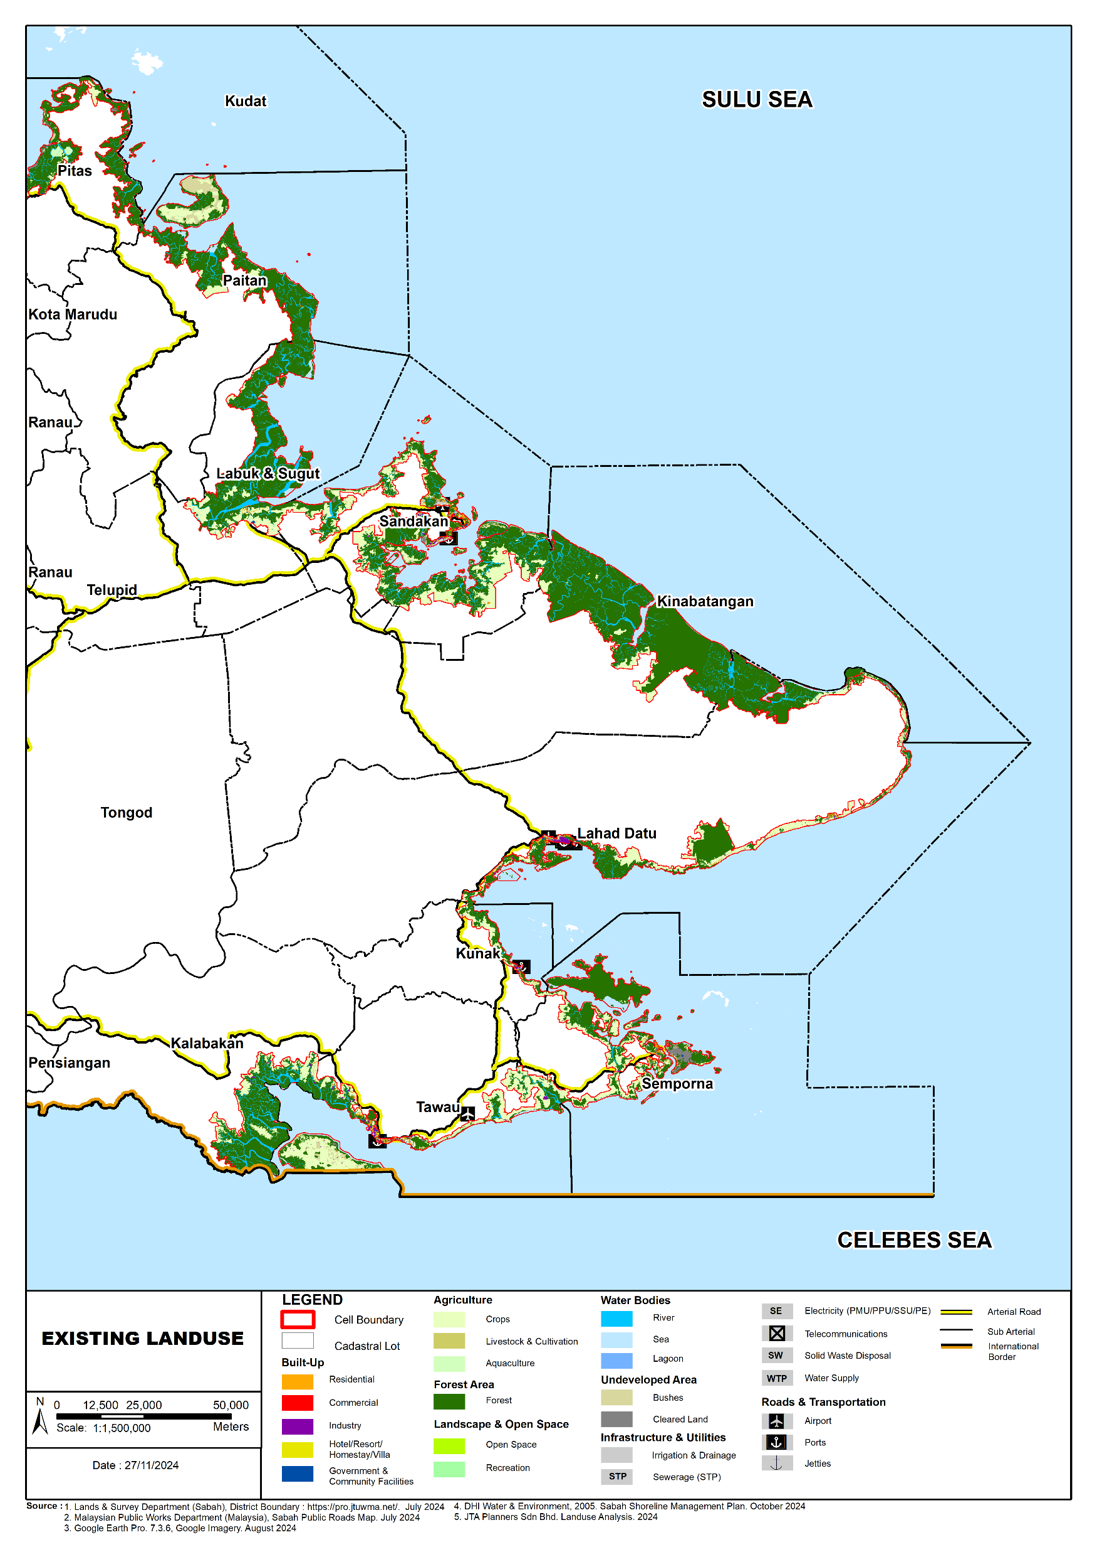 SULU SEA
Kudat
Pitas
Paitan
Kota Marudu
Ranau
Labuk & Sugut
Sandakan
Ranau
Telupid
Kinabatangan
Tongod
Lahad Datu
Kunak
Kalabakan
Pensiangan
Semporna
Tawau
CELEBES SEA
EXISTING LANDUSE
N
0 12,500 25,000 50,000
Scale: 1:1,500,000 Meters
Date : 27/11/2024
LEGEND
Cell Boundary
Cadastral Lot
Built-Up
Residential
Commercial
Industry
Hotel/Resort/
Homestay/Villa
Government &
Community Facilities
Agriculture
Crops
Livestock & Cultivation
Aquaculture
Forest Area
Forest
Landscape & Open Space
Open Space
Recreation
Water Bodies
River
Sea
Lagoon
Undeveloped Area
Bushes
Cleared Land
Infrastructure & Utilities
Irrigation & Drainage
STP Sewerage (STP)
SE Electricity (PMU/PPU/SSU/PE)
Telecommunications
SW Solid Waste Disposal
WTP Water Supply
Roads & Transportation
Airport
Ports
Jetties
Arterial Road
Sub Arterial
International
Border
Source : 1. Lands & Survey Department (Sabah), District Boundary : https://pro.jtuwma.net/. July 2024
2. Malaysian Public Works Department (Malaysia), Sabah Public Roads Map. July 2024
3. Google Earth Pro. 7.3.6, Google Imagery. August 2024
4. DHI Water & Environment, 2005. Sabah Shoreline Management Plan. October 2024
5. JTA Planners Sdn Bhd. Landuse Analysis. 2024